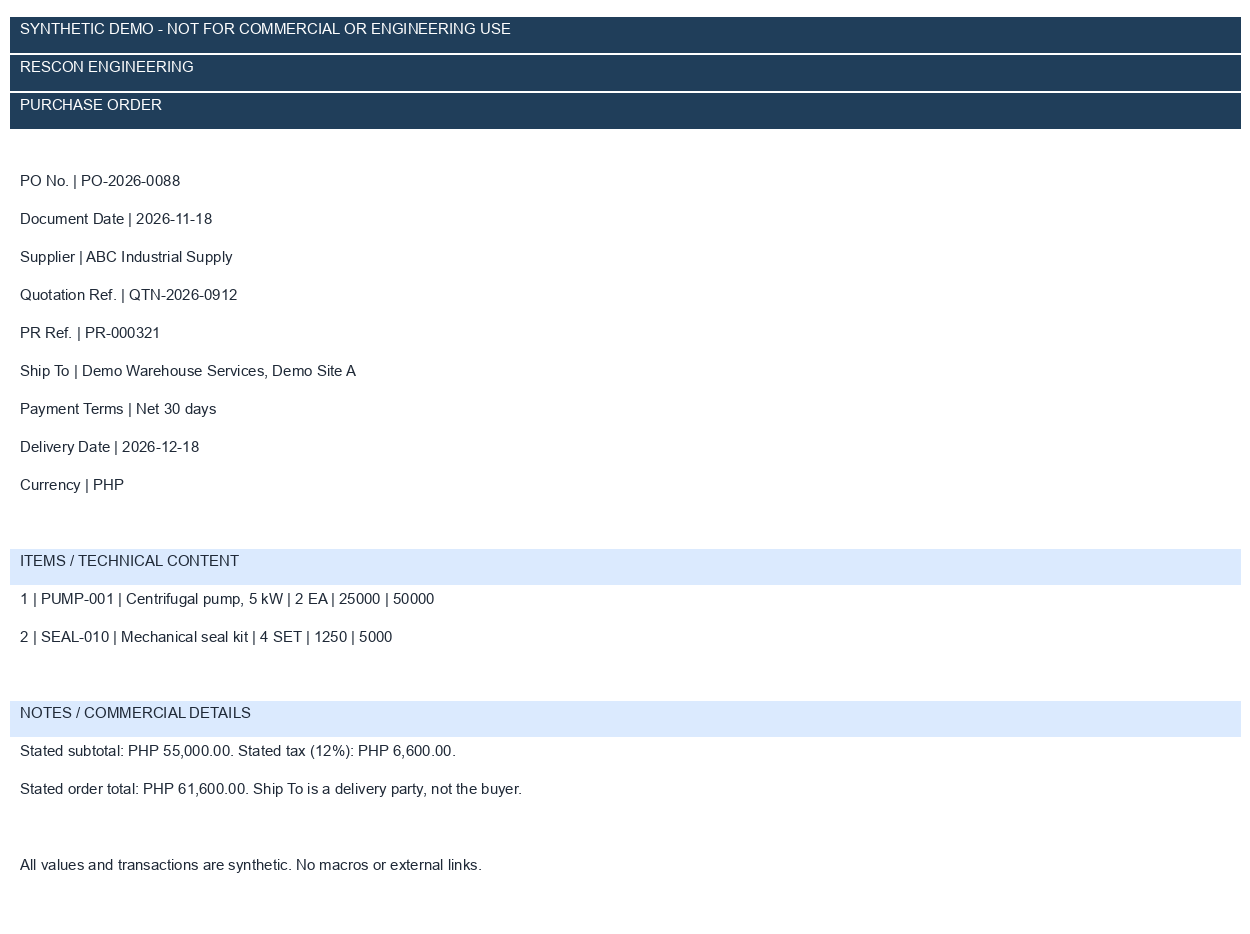 SYNTHETIC DEMO - NOT FOR COMMERCIAL OR ENGINEERING USE
RESCON ENGINEERING
PURCHASE ORDER
PO No. | PO-2026-0088
Document Date | 2026-11-18
Supplier | ABC Industrial Supply
Quotation Ref. | QTN-2026-0912
PR Ref. | PR-000321
Ship To | Demo Warehouse Services, Demo Site A
Payment Terms | Net 30 days
Delivery Date | 2026-12-18
Currency | PHP
ITEMS / TECHNICAL CONTENT
1 | PUMP-001 | Centrifugal pump, 5 kW | 2 EA | 25000 | 50000
2 | SEAL-010 | Mechanical seal kit | 4 SET | 1250 | 5000
NOTES / COMMERCIAL DETAILS
Stated subtotal: PHP 55,000.00. Stated tax (12%): PHP 6,600.00.
Stated order total: PHP 61,600.00. Ship To is a delivery party, not the buyer.
All values and transactions are synthetic. No macros or external links.